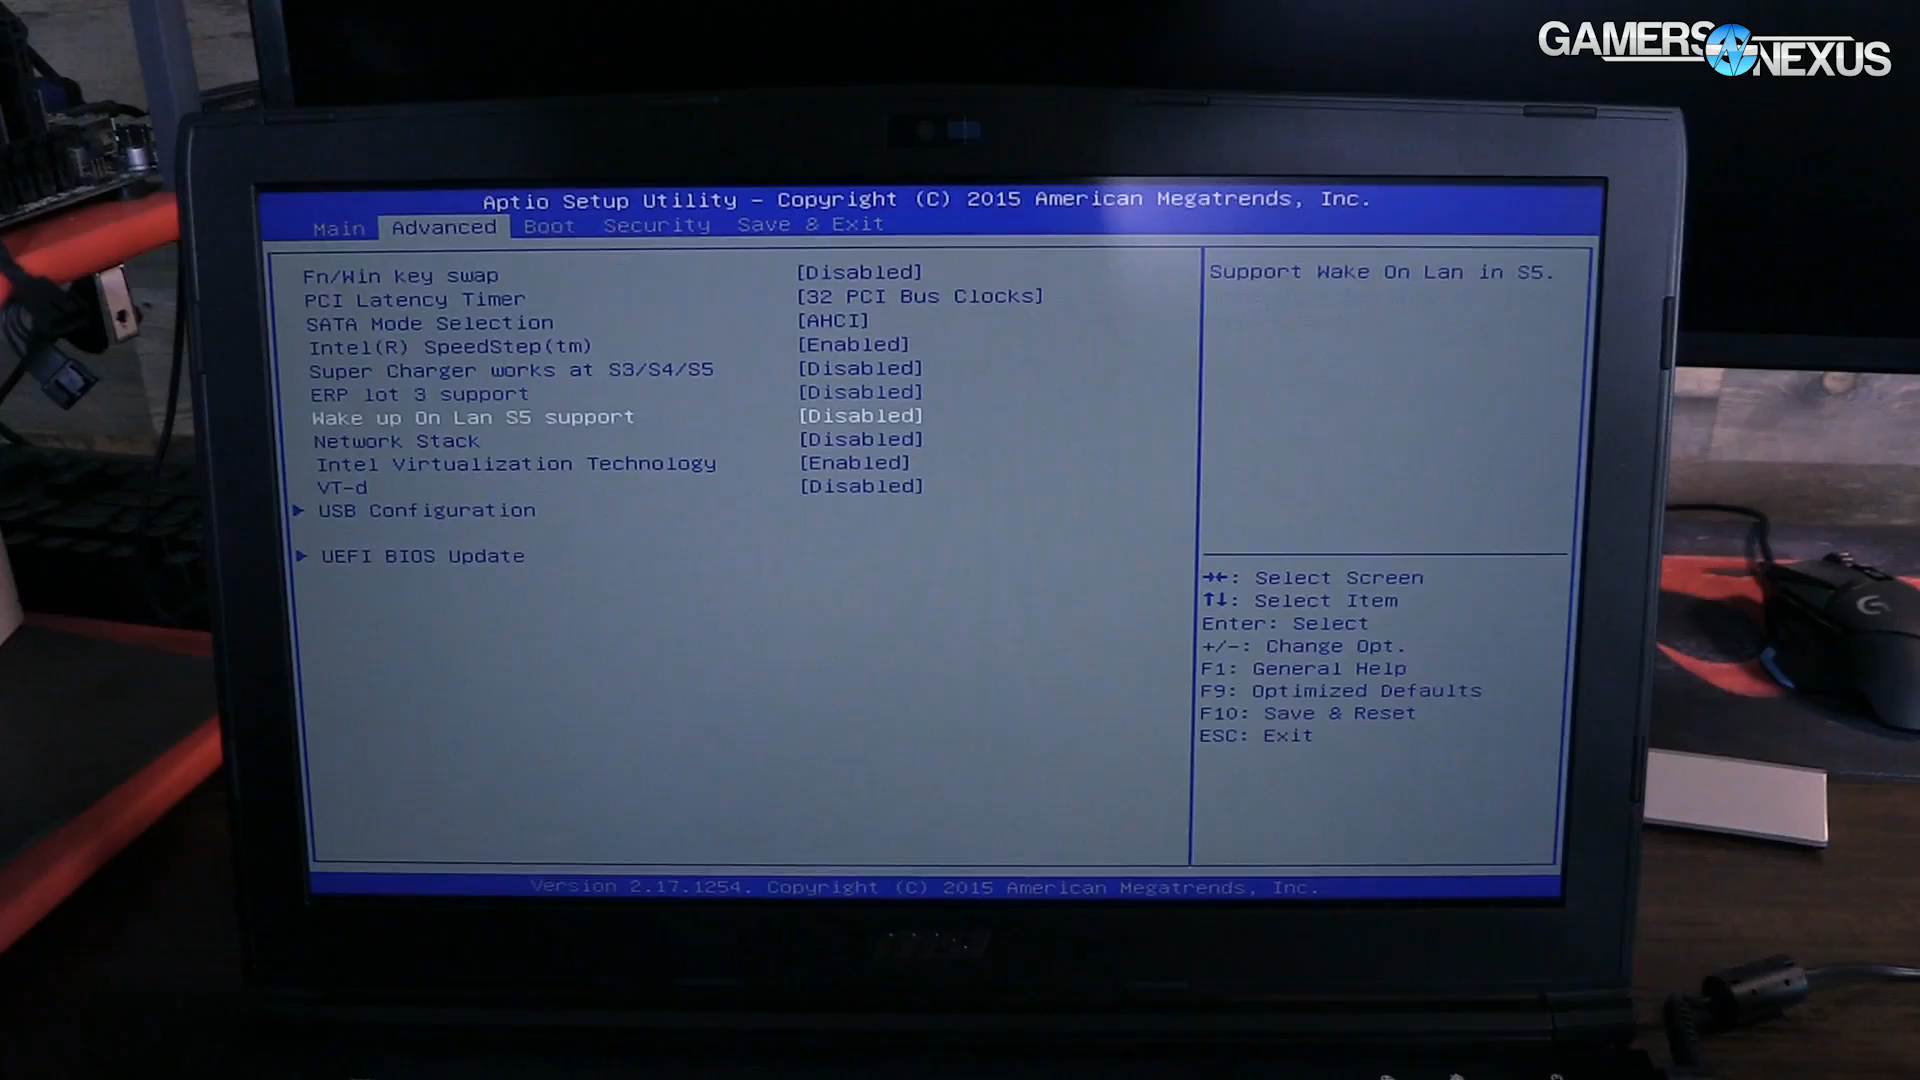 GAMERS NEXUS
Aptio Setup Utility - Copyright (C) 2015 American Megatrends, Inc.
Main Advanced Boot Security Save & Exit
Fn/Win key swap [Disabled]
PCI Latency Timer [32 PCI Bus Clocks]
SATA Mode Selection [AHCI]
Intel(R) SpeedStep(tm) [Enabled]
Super Charger works at S3/S4/S5 [Disabled]
ERP lot 3 support [Disabled]
Wake up On Lan S5 support [Disabled]
Network Stack [Disabled]
Intel Virtualization Technology [Enabled]
VT-d [Disabled]
► USB Configuration
► UEFI BIOS Update
Support Wake On Lan in S5.
→←: Select Screen
↑↓: Select Item
Enter: Select
+/-: Change Opt.
F1: General Help
F9: Optimized Defaults
F10: Save & Reset
ESC: Exit
Version 2.17.1254. Copyright (C) 2015 American Megatrends, Inc.
msi